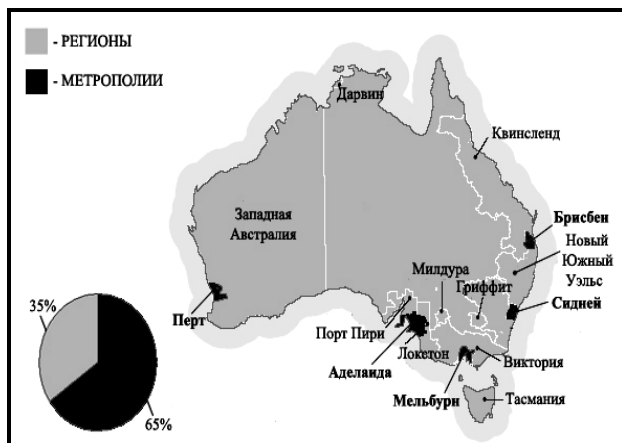 - РЕГИОНЫ
- МЕТРОПОЛИИ
Дарвин
Квинсленд
Западная
Австралия
Брисбен
Новый
Южный
Уэльс
Милдура
Гриффит
Сидней
Перт
Порт Пири
Аделаида
Локетон
Виктория
Мельбурн
Тасмания
35%
65%